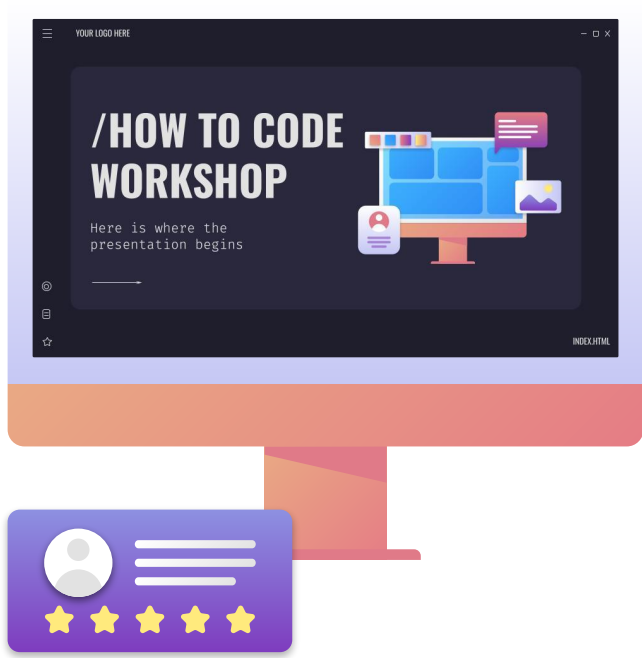 YOUR LOGO HERE
/HOW TO CODE
WORKSHOP
Here is where the
presentation begins
INDEX.HTML